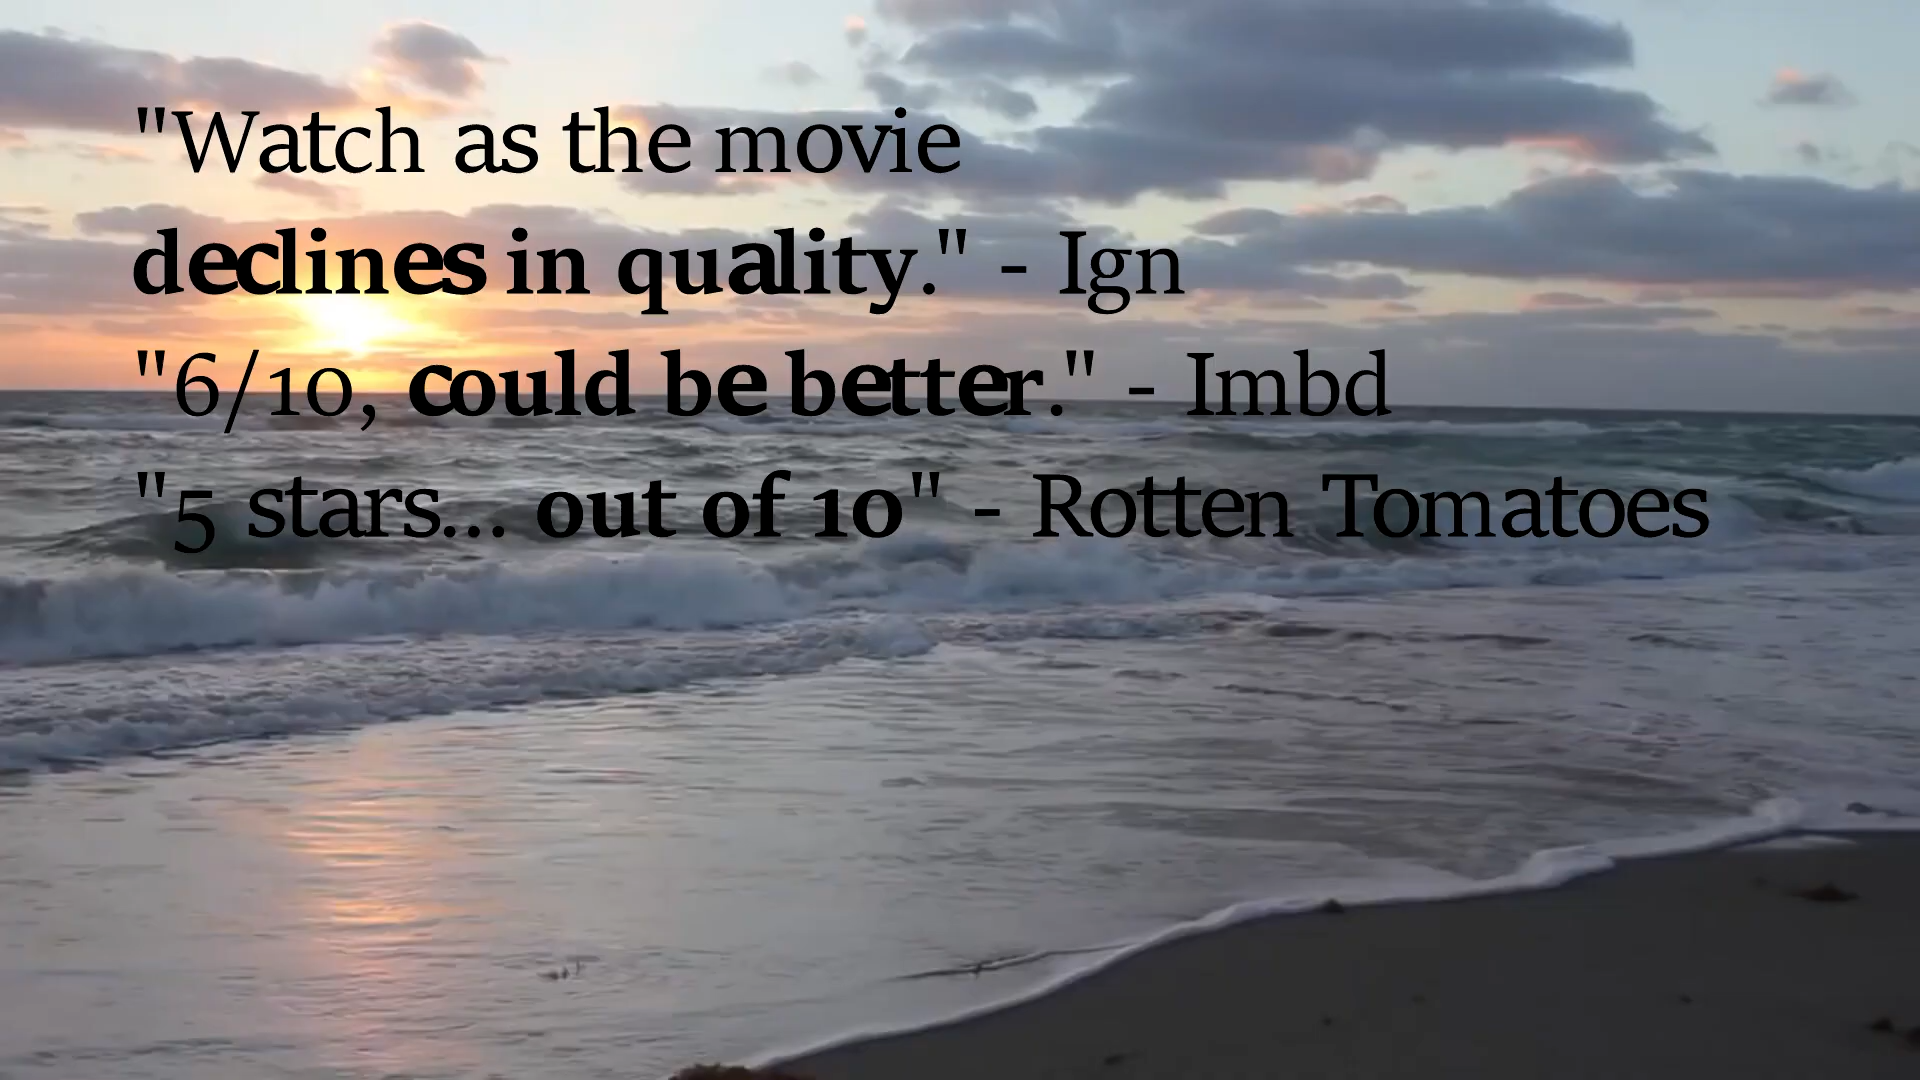 "Watch as the movie
declines in quality." - Ign
"6/10, could be better." - Imbd
"5 stars... out of 10" - Rotten Tomatoes